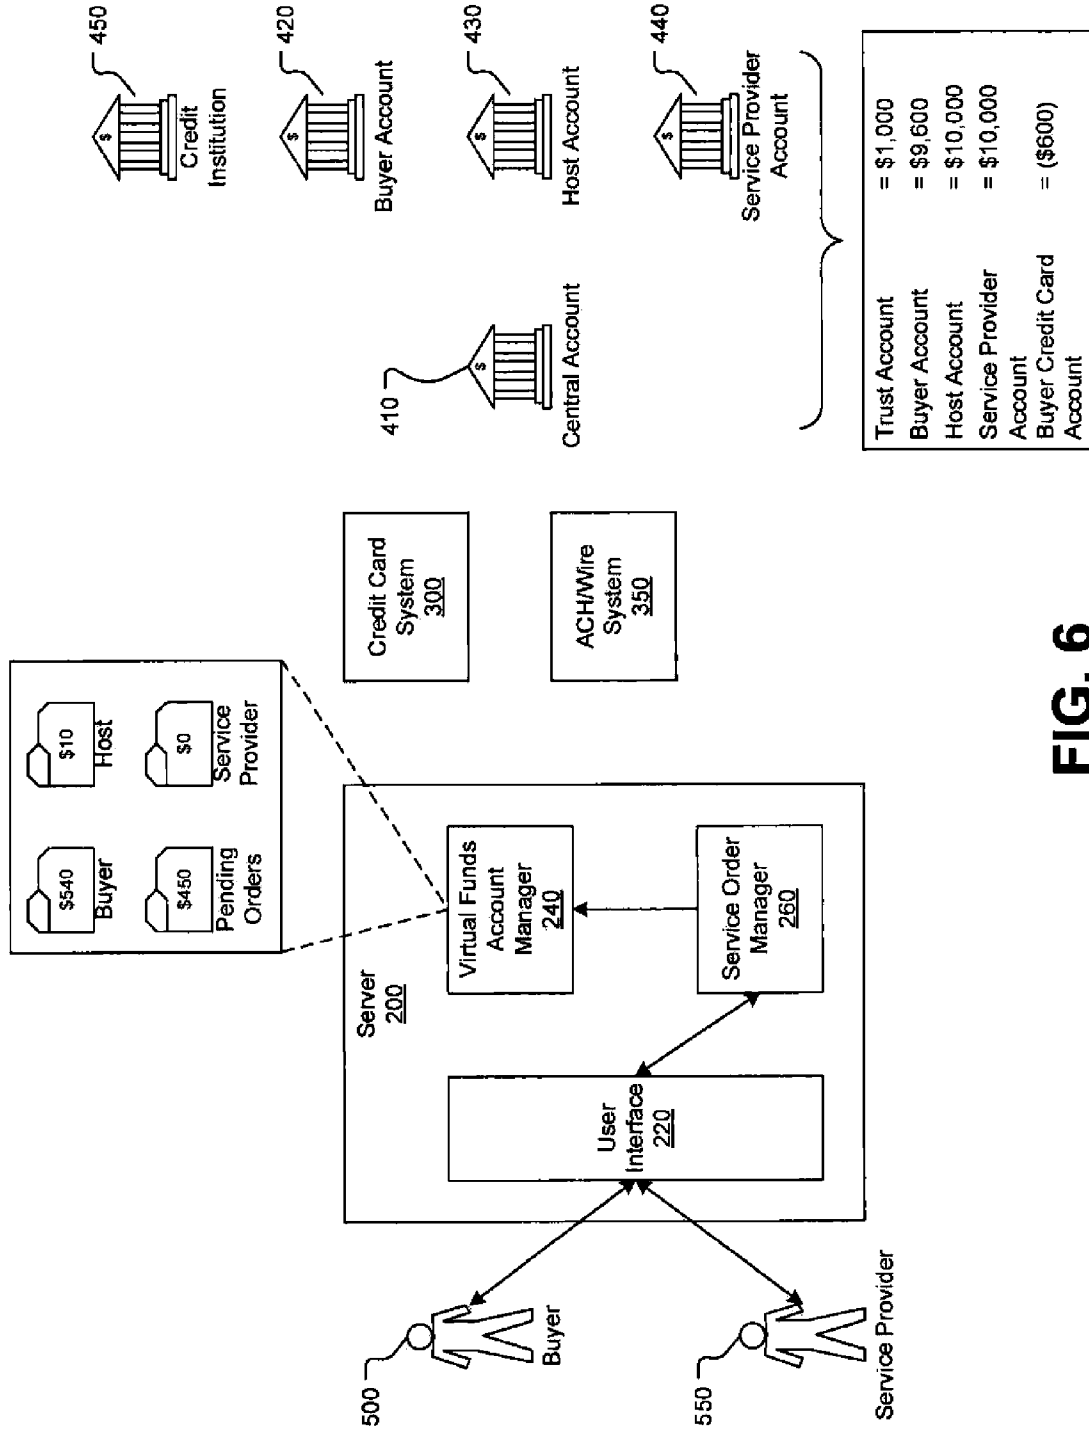 $540
Buyer
$10
Host
$450
Pending
Orders
$0
Service
Provider
Server
200
User
Interface
220
Virtual Funds
Account
Manager
240
Service Order
Manager
260
500
Buyer
550
Service Provider
Credit Card
System
300
ACH/Wire
System
350
410
$
Central Account
450
$
Credit
Institution
420
$
Buyer Account
430
$
Host Account
440
$
Service Provider
Account
Trust Account = $1,000
Buyer Account = $9,600
Host Account = $10,000
Service Provider = $10,000
Account
Buyer Credit Card = ($600)
Account
FIG. 6